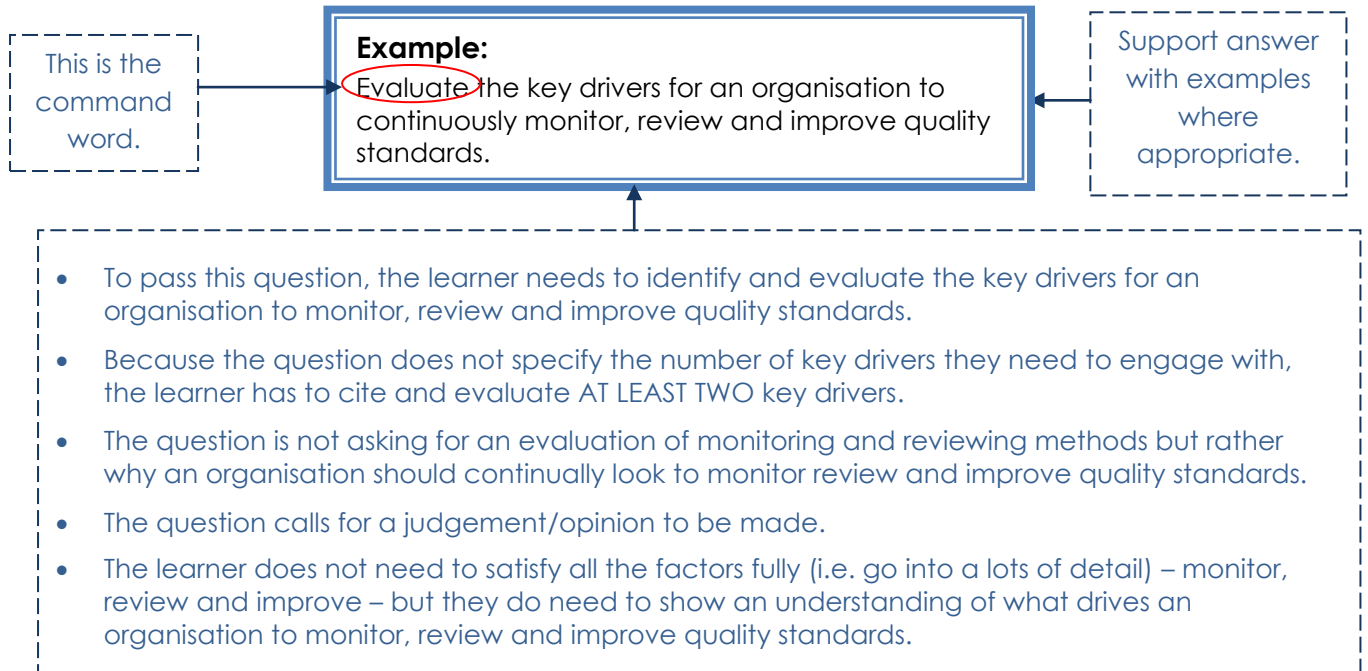 This is the
command
word.
Example:
Evaluate the key drivers for an organisation to
continuously monitor, review and improve quality
standards.
Support answer
with examples
where
appropriate.
• To pass this question, the learner needs to identify and evaluate the key drivers for an
organisation to monitor, review and improve quality standards.
• Because the question does not specify the number of key drivers they need to engage with,
the learner has to cite and evaluate AT LEAST TWO key drivers.
• The question is not asking for an evaluation of monitoring and reviewing methods but rather
why an organisation should continually look to monitor review and improve quality standards.
• The question calls for a judgement/opinion to be made.
• The learner does not need to satisfy all the factors fully (i.e. go into a lots of detail) – monitor,
review and improve – but they do need to show an understanding of what drives an
organisation to monitor, review and improve quality standards.